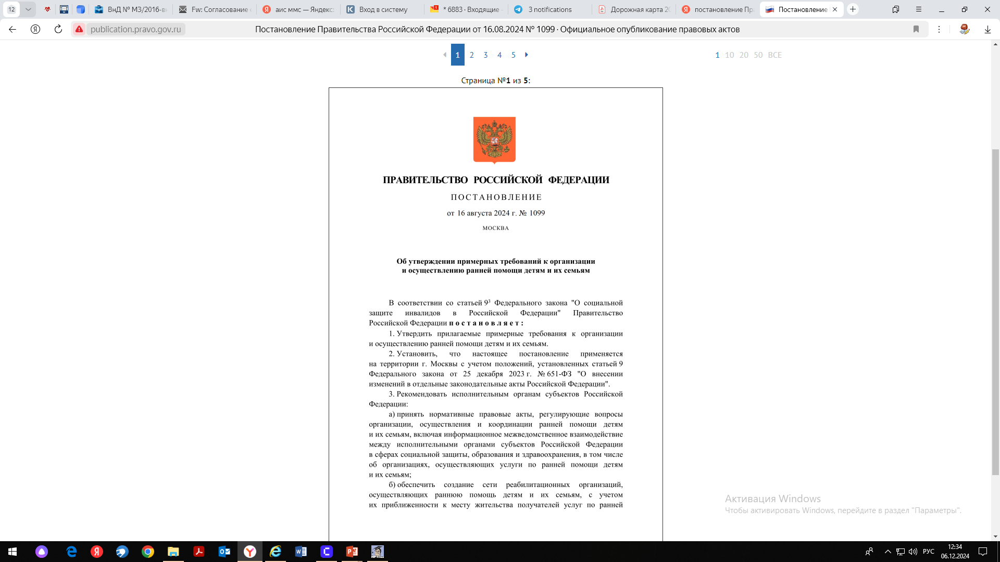 12
ВнД № МЗ/2016-вн
Fw: Согласование
аис ммс — Яндекс:
Вход в систему
* 6883 · Входящие
3 notifications
Дорожная карта 20
постановление Пра
Постановление
publication.pravo.gov.ru
Постановление Правительства Российской Федерации от 16.08.2024 № 1099 · Официальное опубликование правовых актов
1 2 3 4 5
1 10 20 50 ВСЕ
Страница №1 из 5:
ПРАВИТЕЛЬСТВО РОССИЙСКОЙ ФЕДЕРАЦИИ
ПОСТАНОВЛЕНИЕ
от 16 августа 2024 г. № 1099
МОСКВА
Об утверждении примерных требований к организации
и осуществлению ранней помощи детям и их семьям
В соответствии со статьей 9³ Федерального закона "О социальной
защите инвалидов в Российской Федерации" Правительство
Российской Федерации п о с т а н о в л я е т :
1. Утвердить прилагаемые примерные требования к организации
и осуществлению ранней помощи детям и их семьям.
2. Установить, что настоящее постановление применяется
на территории г. Москвы с учетом положений, установленных статьей 9
Федерального закона от 25 декабря 2023 г. № 651-ФЗ "О внесении
изменений в отдельные законодательные акты Российской Федерации".
3. Рекомендовать исполнительным органам субъектов Российской
Федерации:
а) принять нормативные правовые акты, регулирующие вопросы
организации, осуществления и координации ранней помощи детям
и их семьям, включая информационное межведомственное взаимодействие
между исполнительными органами субъектов Российской Федерации
в сферах социальной защиты, образования и здравоохранения, в том числе
об организациях, осуществляющих услуги по ранней помощи детям
и их семьям;
б) обеспечить создание сети реабилитационных организаций,
осуществляющих раннюю помощь детям и их семьям, с учетом
их приближенности к месту жительства получателей услуг по ранней
Активация Windows
Чтобы активировать Windows, перейдите в раздел "Параметры".
РУС
12:34
06.12.2024